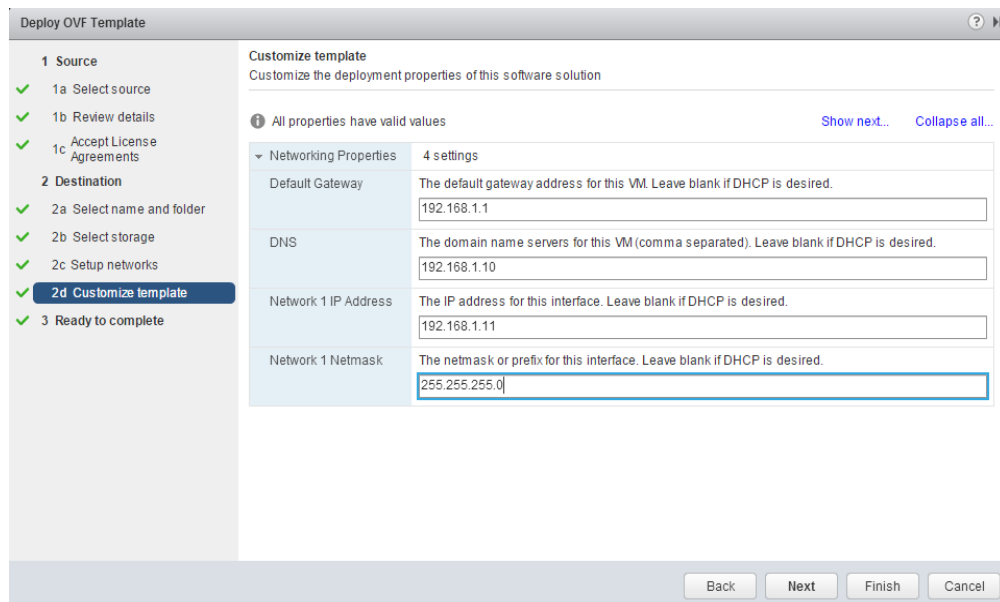 Deploy OVF Template
?
1 Source
1a Select source
1b Review details
1c Accept License
Agreements
2 Destination
2a Select name and folder
2b Select storage
2c Setup networks
2d Customize template
3 Ready to complete
Customize template
Customize the deployment properties of this software solution
All properties have valid values
Show next...
Collapse all...
Networking Properties
4 settings
Default Gateway
The default gateway address for this VM. Leave blank if DHCP is desired.
192.168.1.1
DNS
The domain name servers for this VM (comma separated). Leave blank if DHCP is desired.
192.168.1.10
Network 1 IP Address
The IP address for this interface. Leave blank if DHCP is desired.
192.168.1.11
Network 1 Netmask
The netmask or prefix for this interface. Leave blank if DHCP is desired.
255.255.255.0
Back
Next
Finish
Cancel